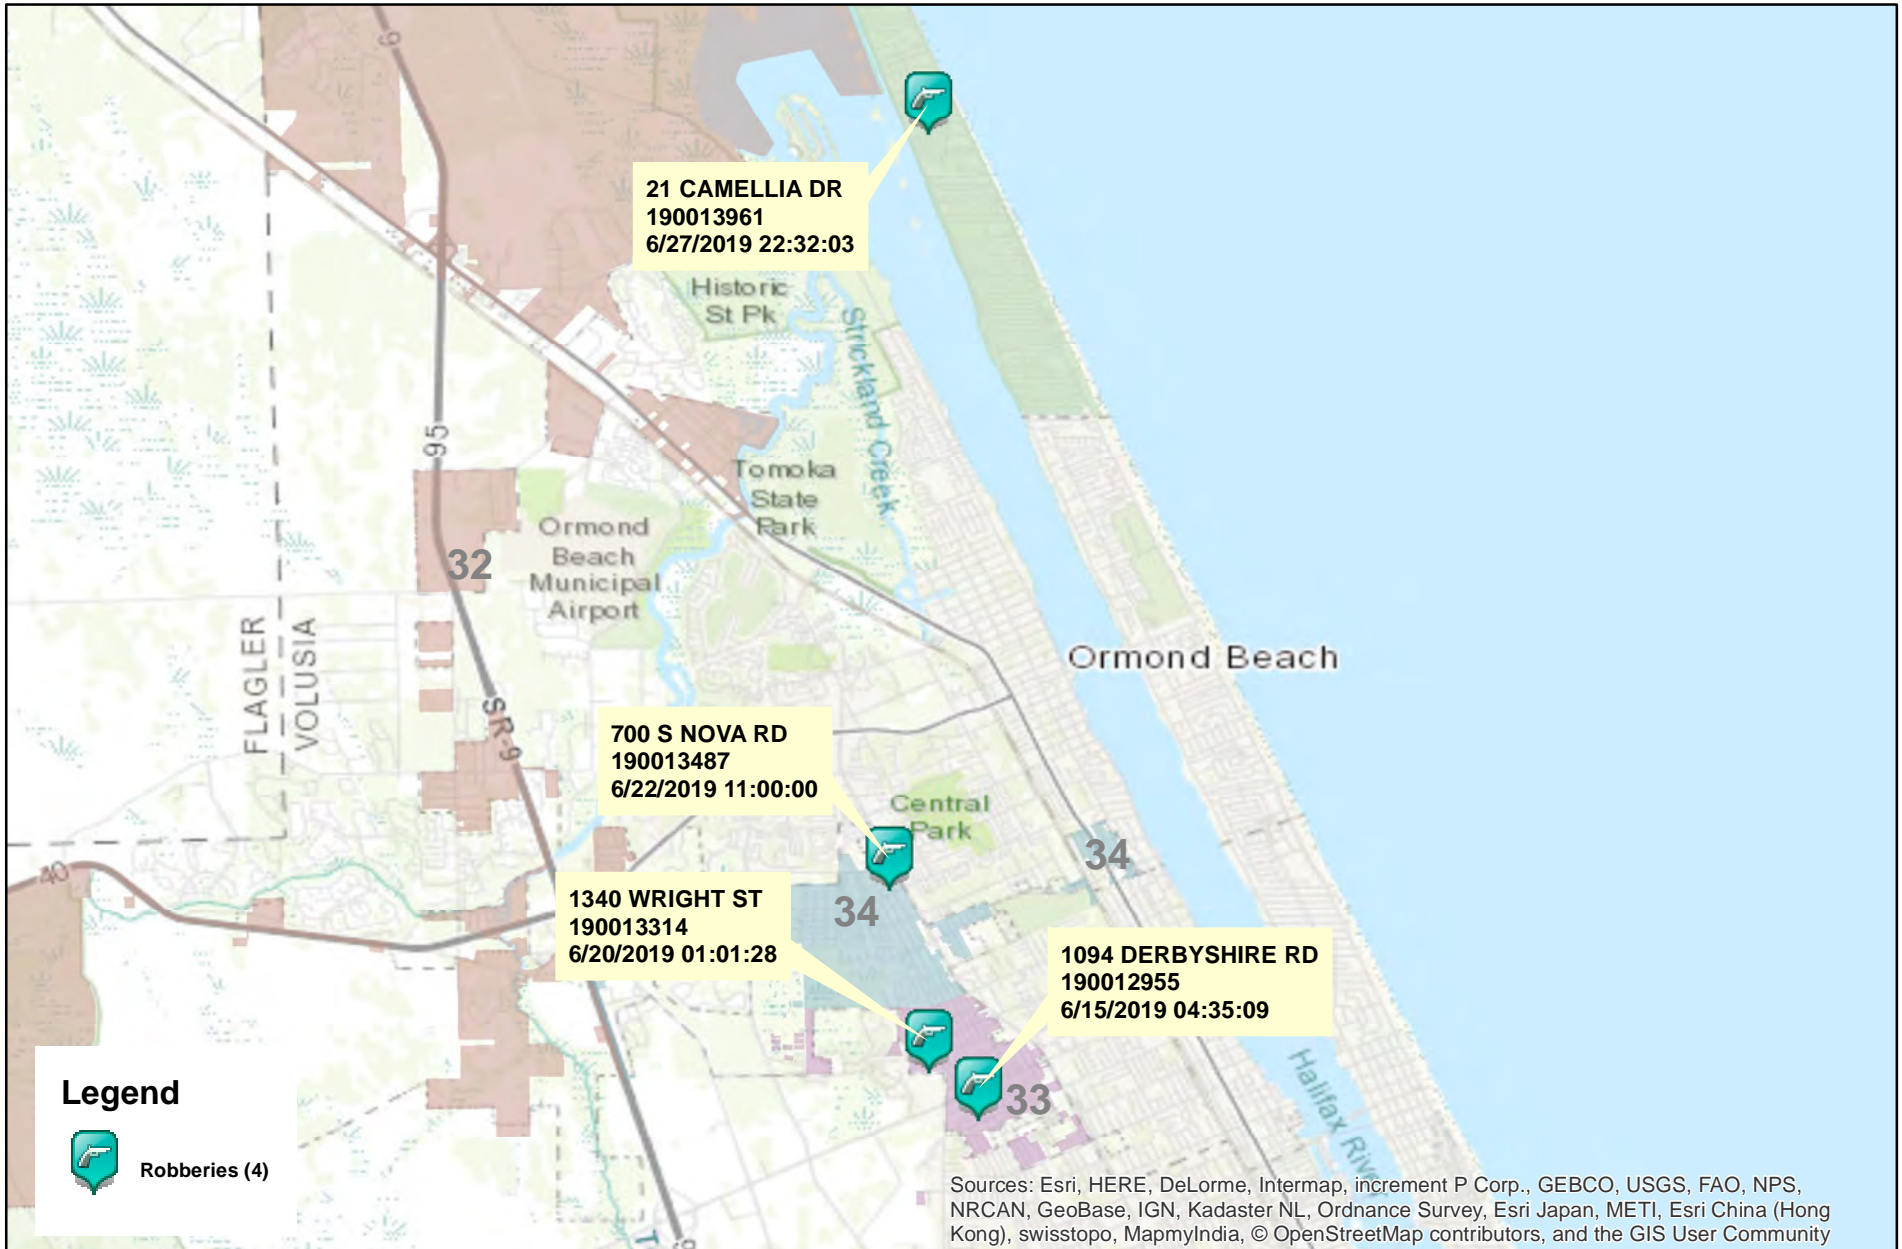 9
21 CAMELLIA DR
190013961
6/27/2019 22:32:03
Historic
St Pk
Strickland Creek
95
Tomoka
State
Park
Ormond
Beach
Municipal
Airport
32
FLAGLER
VOLUSIA
SR-9
Ormond Beach
700 S NOVA RD
190013487
6/22/2019 11:00:00
Central
Park
34
40
1340 WRIGHT ST
190013314
6/20/2019 01:01:28
34
1094 DERBYSHIRE RD
190012955
6/15/2019 04:35:09
33
Halifax River
Legend
Robberies (4)
Sources: Esri, HERE, DeLorme, Intermap, increment P Corp., GEBCO, USGS, FAO, NPS,
NRCAN, GeoBase, IGN, Kadaster NL, Ordnance Survey, Esri Japan, METI, Esri China (Hong
Kong), swisstopo, MapmyIndia, © OpenStreetMap contributors, and the GIS User Community